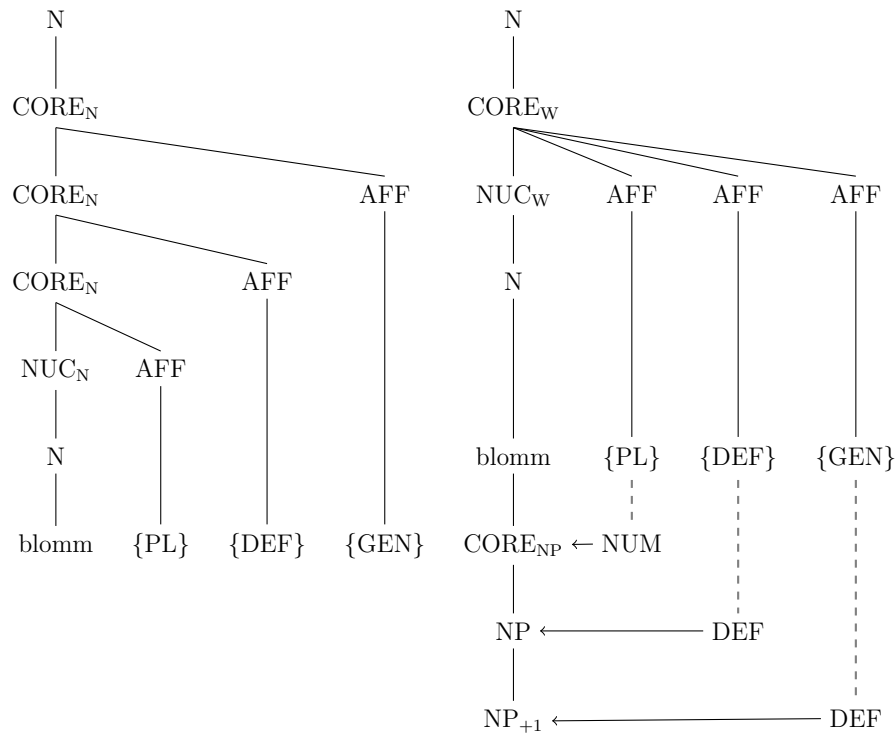 N N
CORE_N CORE_W
CORE_N AFF NUC_W AFF AFF AFF
CORE_N AFF N
NUC_N AFF
N blomm {PL} {DEF} {GEN}
blomm {PL} {DEF} {GEN} CORE_NP NUM
NP DEF
NP_+1 DEF